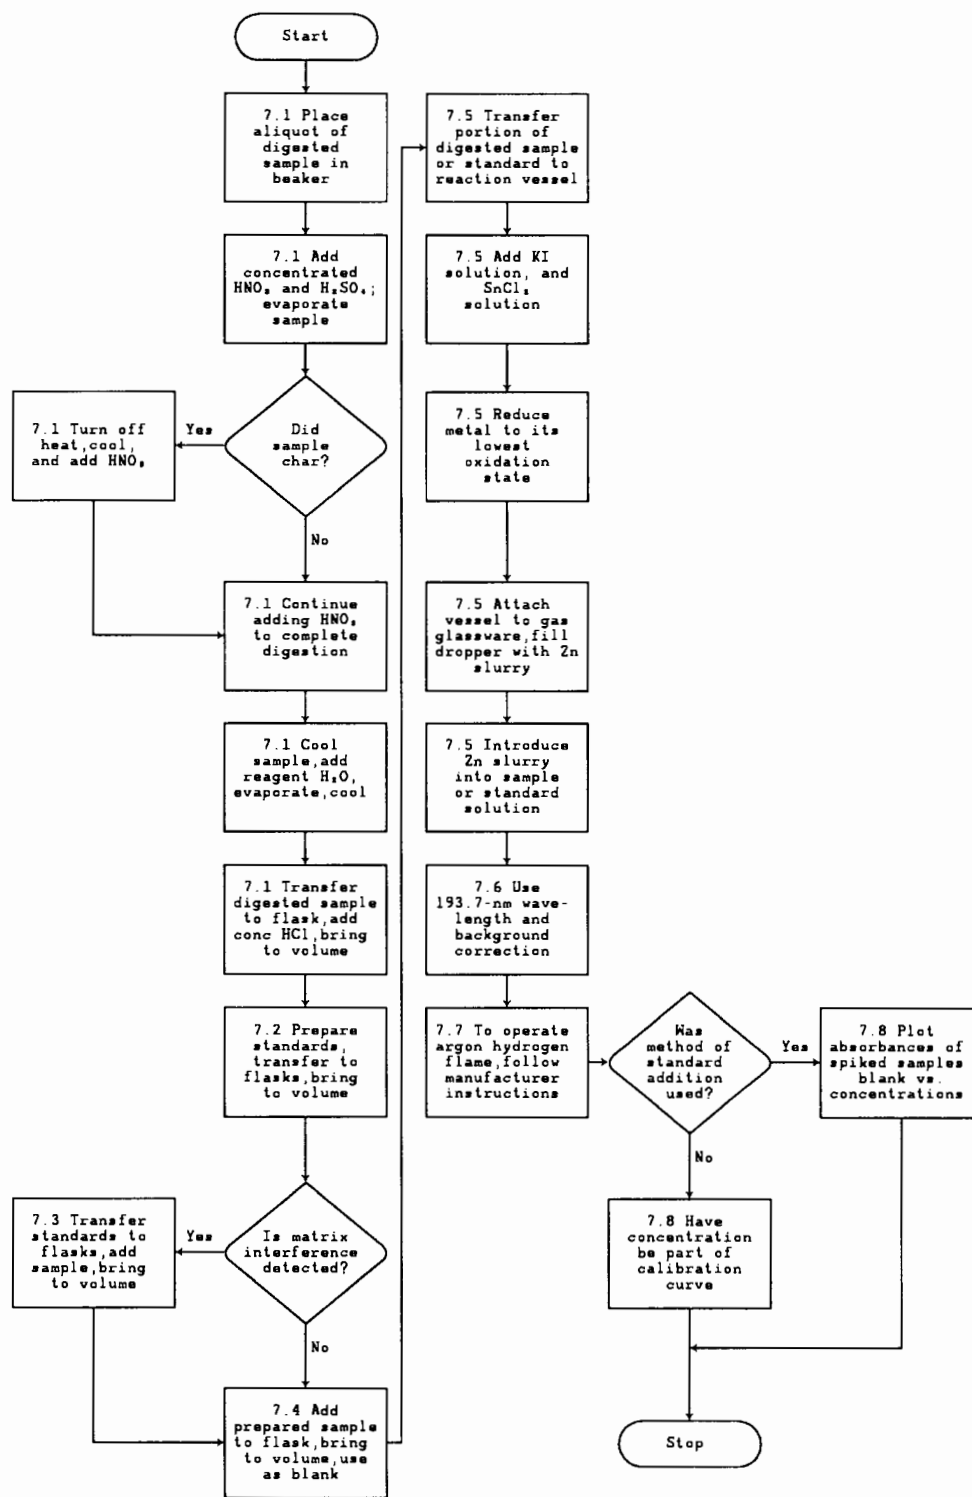 Start
7.1 Place
aliquot of
digested
sample in
beaker
7.1 Add
concentrated
HNO₃ and H₂SO₄;
evaporate
sample
Did
sample
char?
Yes
7.1 Turn off
heat,cool,
and add HNO₃
No
7.1 Continue
adding HNO₃
to complete
digestion
7.1 Cool
sample,add
reagent H₂O,
evaporate,cool
7.1 Transfer
digested sample
to flask,add
conc HCl,bring
to volume
7.2 Prepare
standards,
transfer to
flasks,bring
to volume
Is matrix
interference
detected?
Yes
7.3 Transfer
standards to
flasks,add
sample,bring
to volume
No
7.4 Add
prepared sample
to flask,bring
to volume,use
as blank
7.5 Transfer
portion of
digested sample
or standard to
reaction vessel
7.5 Add KI
solution, and
SnCl₂
solution
7.5 Reduce
metal to its
lowest
oxidation
state
7.5 Attach
vessel to gas
glassware,fill
dropper with Zn
slurry
7.5 Introduce
Zn slurry
into sample
or standard
solution
7.6 Use
193.7-nm wave-
length and
background
correction
7.7 To operate
argon hydrogen
flame,follow
manufacturer
instructions
Was
method of
standard
addition
used?
Yes
7.8 Plot
absorbances of
spiked samples
blank vs.
concentrations
No
7.8 Have
concentration
be part of
calibration
curve
Stop